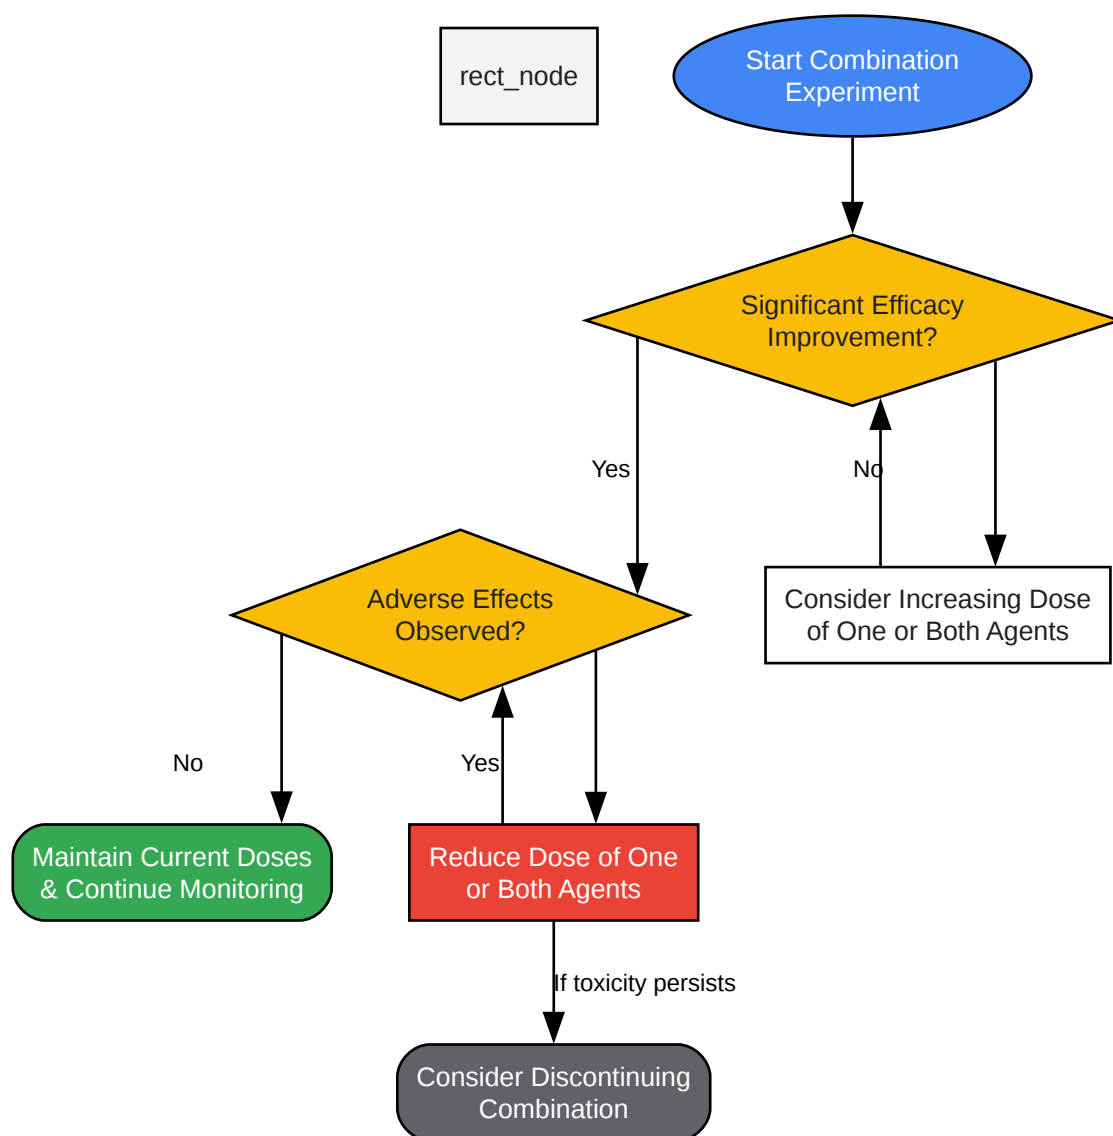 rect_node
Start Combination
Experiment
Significant Efficacy
Improvement?
Yes
No
Consider Increasing Dose
of One or Both Agents
Adverse Effects
Observed?
No
Yes
Maintain Current Doses
& Continue Monitoring
Reduce Dose of One
or Both Agents
If toxicity persists
Consider Discontinuing
Combination